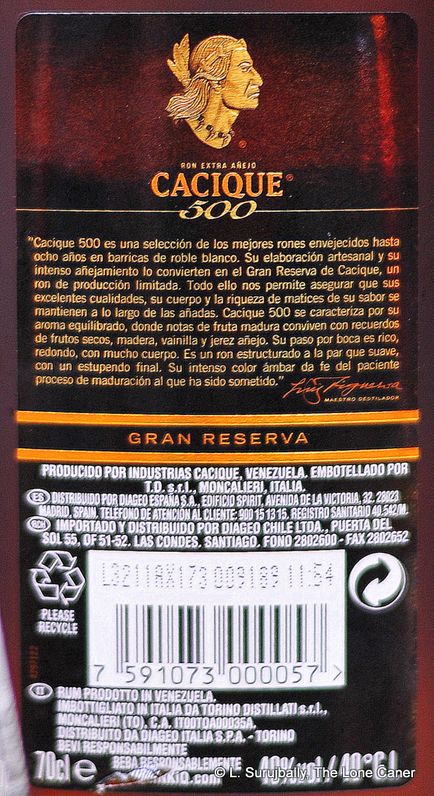 RON EXTRA AÑEJO
CACIQUE®
500
"Cacique 500 es una selección de los mejores rones envejecidos hasta
ocho años en barricas de roble blanco. Su elaboración artesanal y su
intenso añejamiento lo convierten en el Gran Reserva de Cacique, un
ron de producción limitada. Todo ello nos permite asegurar que sus
excelentes cualidades, su cuerpo y la riqueza de matices de su sabor se
mantienen a lo largo de las añadas. Cacique 500 se caracteriza por su
aroma equilibrado, donde notas de fruta madura conviven con recuerdos
de frutos secos, madera, vainilla y jerez añejo. Su paso por boca es rico,
redondo, con mucho cuerpo. Es un ron estructurado a la par que suave,
con un estupendo final. Su intenso color ámbar da fe del paciente
proceso de maduración al que ha sido sometido."
MAESTRO DESTILADOR
GRAN RESERVA
PRODUCIDO POR INDUSTRIAS CACIQUE, VENEZUELA. EMBOTELLADO POR
T.D. s.r.l., MONCALIERI, ITALIA.
ES DISTRIBUIDO POR DIAGEO ESPAÑA S.A., EDIFICIO SPIRIT, AVENIDA DE LA VICTORIA, 32. 28023
MADRID, SPAIN. TELEFONO DE ATENCION AL CLIENTE: 900 15 13 15. REGISTRO SANITARIO 40.542/M.
RCH IMPORTADO Y DISTRIBUIDO POR DIAGEO CHILE LTDA., PUERTA DEL
SOL 55, OF 51-52. LAS CONDES. SANTIAGO. FONO 2802600 - FAX 2802652
L3211AX173 009189 11:54
PLEASE
RECYCLE
7 591073 000057 >
IT RUM PRODOTTO IN VENEZUELA.
IMBOTTIGLIATO IN ITALIA DA TORINO DISTILLATI s.r.l.,
MONCALIERI (TO). C.A. IT00TOA00035A.
DISTRIBUITO DA DIAGEO ITALIA S.P.A. - TORINO
BEVI RESPONSABILMENTE
BEBA RESPONSABLEMENTE
70cl e
40%vol / 40°G.L
© L. Surujbally, The Lone Caner